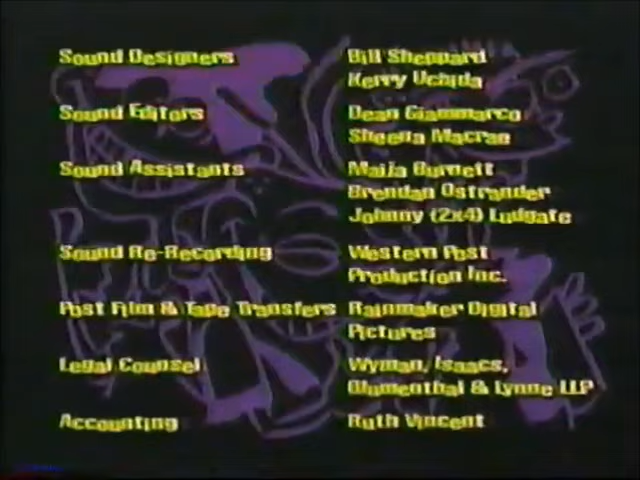 Sound Designers Bill Sheppard
Kerry Uchida
Sound Editors Dean Giammarco
Sheena Macrae
Sound Assistants Maija Burnett
Brendan Ostrander
Johnny (2x4) Ludgate
Sound Re-Recording Western Post
Production Inc.
Post Film & Tape Transfers Rainmaker Digital
Pictures
Legal Counsel Wyman, Isaacs,
Blumenthal & Lynne LLP
Accounting Ruth Vincent